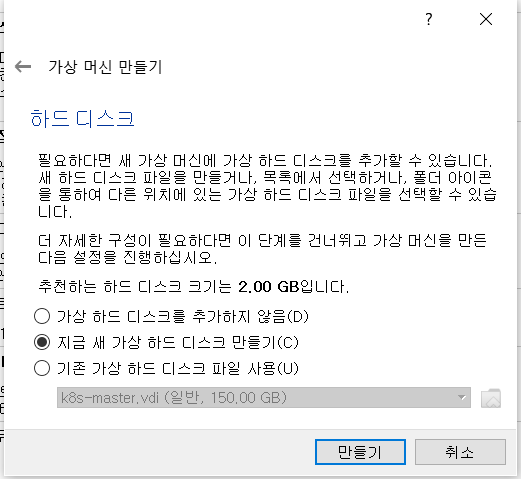 ?
가상 머신 만들기
하드 디스크
필요하다면 새 가상 머신에 가상 하드 디스크를 추가할 수 있습니다.
새 하드 디스크 파일을 만들거나, 목록에서 선택하거나, 폴더 아이콘
을 통하여 다른 위치에 있는 가상 하드 디스크 파일을 선택할 수 있습
니다.
더 자세한 구성이 필요하다면 이 단계를 건너뛰고 가상 머신을 만든
다음 설정을 진행하십시오.
추천하는 하드 디스크 크기는 2.00 GB입니다.
가상 하드 디스크를 추가하지 않음(D)
지금 새 가상 하드 디스크 만들기(C)
기존 가상 하드 디스크 파일 사용(U)
k8s-master.vdi (일반, 150.00 GB)
만들기 취소